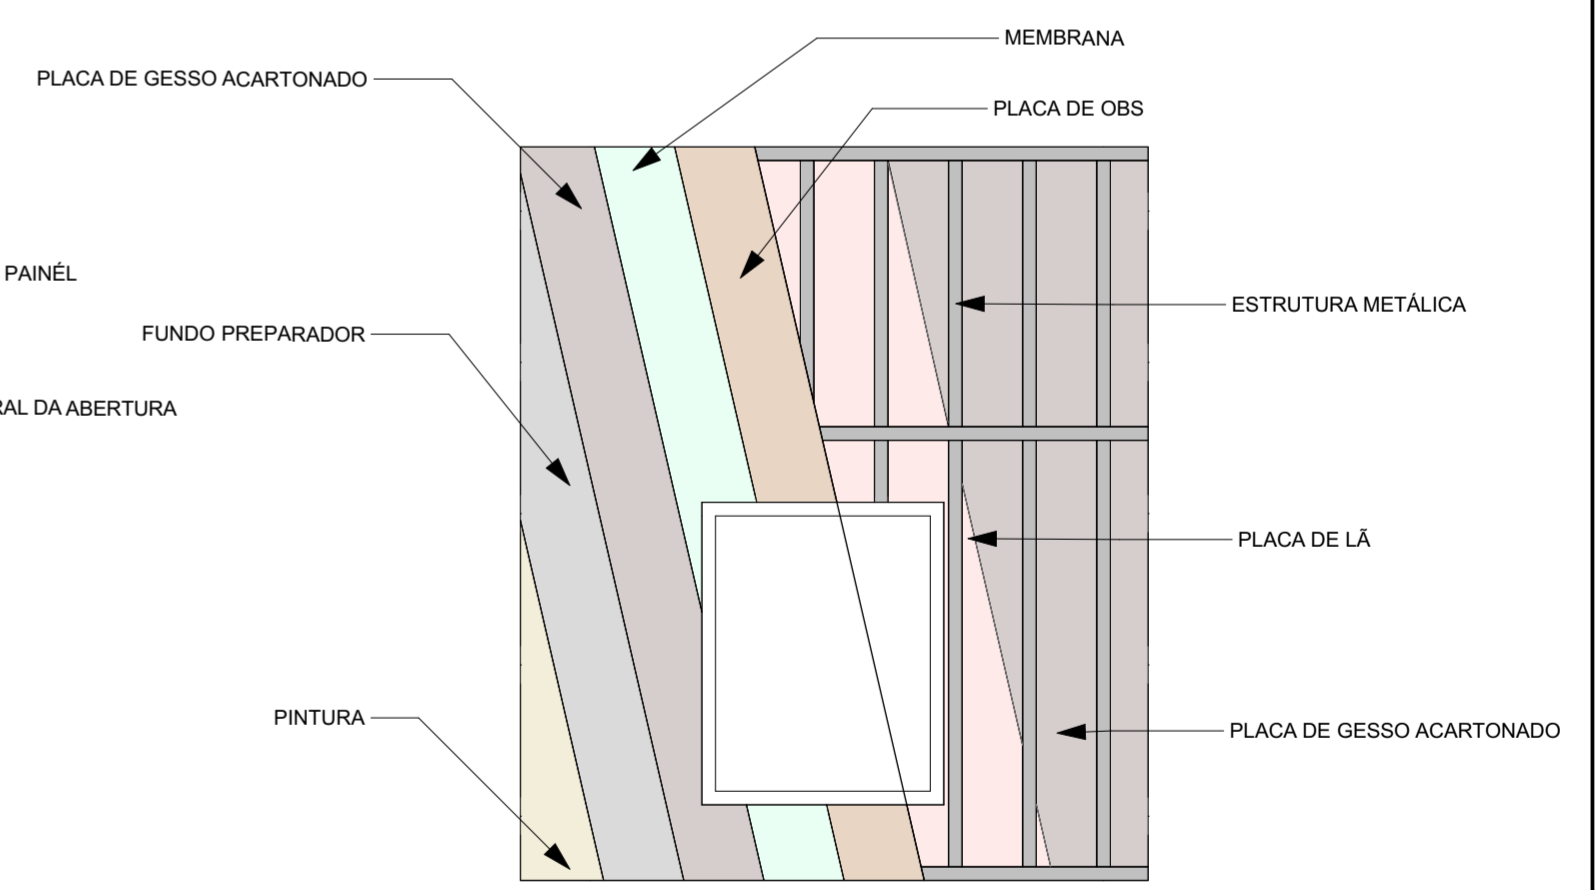 MEMBRANA
PLACA DE GESSO ACARTONADO
PLACA DE OBS
PAINÉL
ESTRUTURA METÁLICA
FUNDO PREPARADOR
DA ABERTURA
PLACA DE LÃ
PINTURA
PLACA DE GESSO ACARTONADO